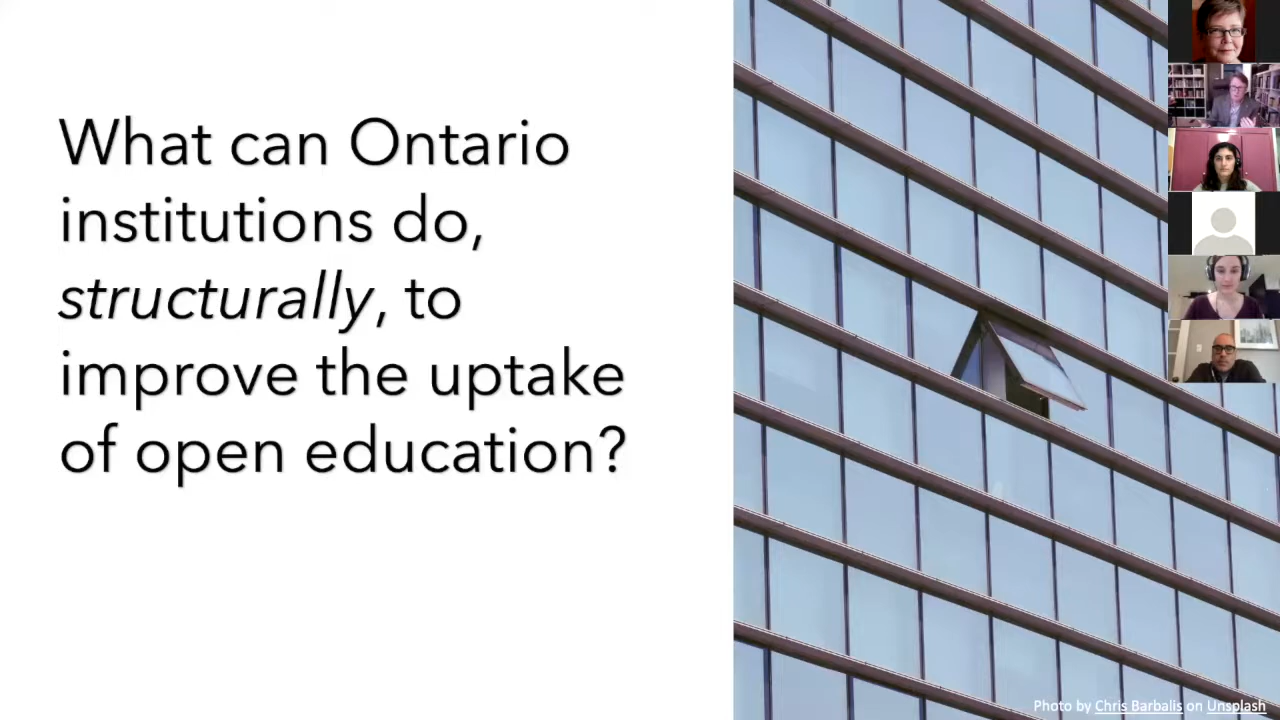 What can Ontario
institutions do,
structurally, to
improve the uptake
of open education?
Photo by Chris Barbalis on Unsplash